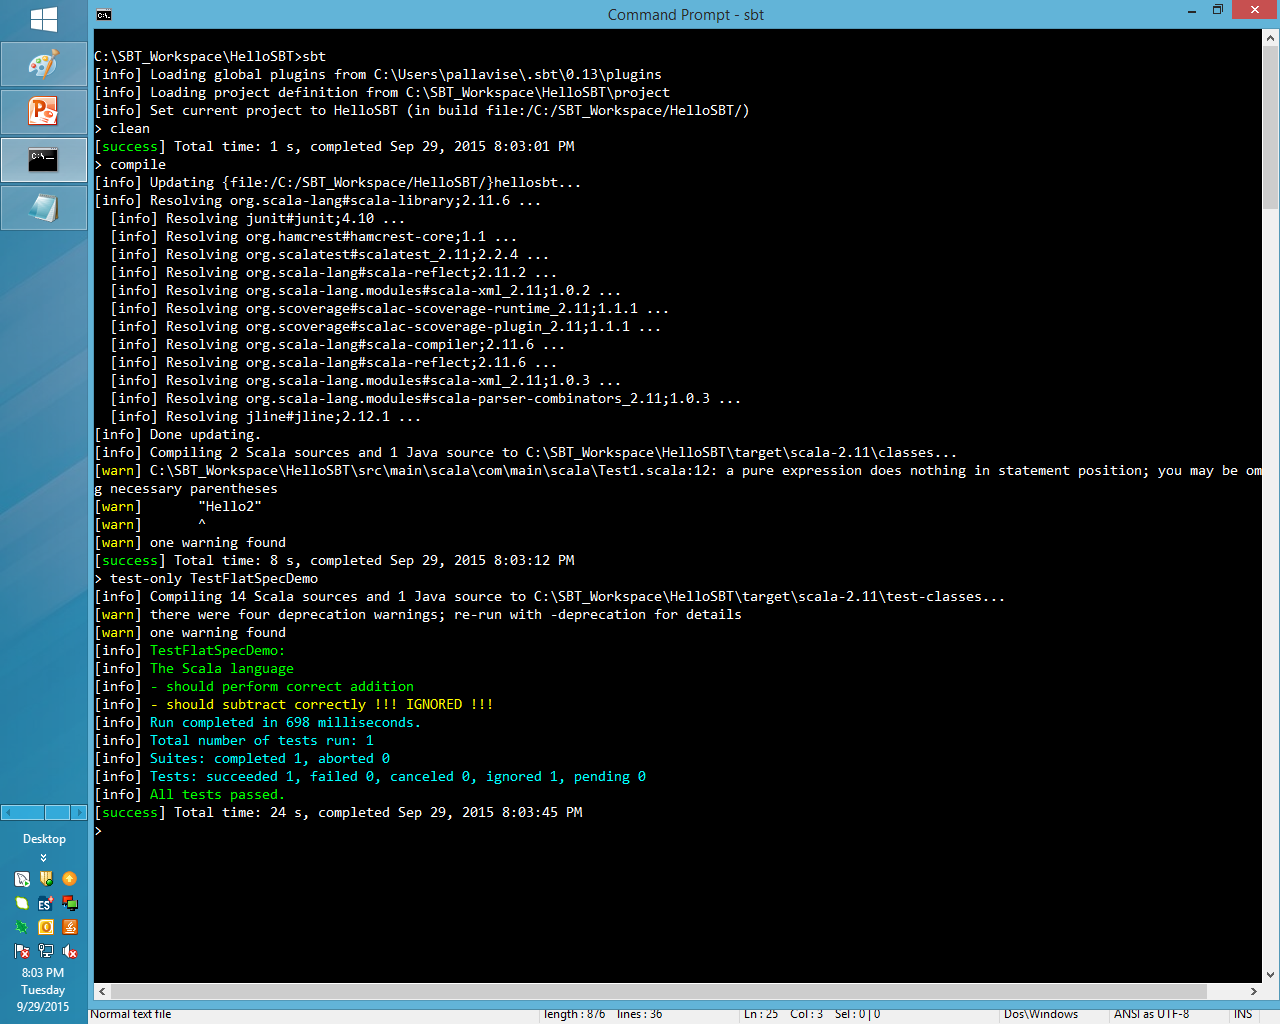 Command Prompt - sbt
C:\SBT_Workspace\HelloSBT>sbt
[info] Loading global plugins from C:\Users\pallavise\.sbt\0.13\plugins
[info] Loading project definition from C:\SBT_Workspace\HelloSBT\project
[info] Set current project to HelloSBT (in build file:/C:/SBT_Workspace/HelloSBT/)
> clean
[success] Total time: 1 s, completed Sep 29, 2015 8:03:01 PM
> compile
[info] Updating {file:/C:/SBT_Workspace/HelloSBT/}hellosbt...
[info] Resolving org.scala-lang#scala-library;2.11.6 ...
[info] Resolving junit#junit;4.10 ...
[info] Resolving org.hamcrest#hamcrest-core;1.1 ...
[info] Resolving org.scalatest#scalatest_2.11;2.2.4 ...
[info] Resolving org.scala-lang#scala-reflect;2.11.2 ...
[info] Resolving org.scala-lang.modules#scala-xml_2.11;1.0.2 ...
[info] Resolving org.scoverage#scalac-scoverage-runtime_2.11;1.1.1 ...
[info] Resolving org.scoverage#scalac-scoverage-plugin_2.11;1.1.1 ...
[info] Resolving org.scala-lang#scala-compiler;2.11.6 ...
[info] Resolving org.scala-lang#scala-reflect;2.11.6 ...
[info] Resolving org.scala-lang.modules#scala-xml_2.11;1.0.3 ...
[info] Resolving org.scala-lang.modules#scala-parser-combinators_2.11;1.0.3 ...
[info] Resolving jline#jline;2.12.1 ...
[info] Done updating.
[info] Compiling 2 Scala sources and 1 Java source to C:\SBT_Workspace\HelloSBT\target\scala-2.11\classes...
[warn] C:\SBT_Workspace\HelloSBT\src\main\scala\com\main\scala\Test1.scala:12: a pure expression does nothing in statement position; you may be om
g necessary parentheses
[warn] "Hello2"
[warn] ^
[warn] one warning found
[success] Total time: 8 s, completed Sep 29, 2015 8:03:12 PM
> test-only TestFlatSpecDemo
[info] Compiling 14 Scala sources and 1 Java source to C:\SBT_Workspace\HelloSBT\target\scala-2.11\test-classes...
[warn] there were four deprecation warnings; re-run with -deprecation for details
[warn] one warning found
[info] TestFlatSpecDemo:
[info] The Scala language
[info] - should perform correct addition
[info] - should subtract correctly !!! IGNORED !!!
[info] Run completed in 698 milliseconds.
[info] Total number of tests run: 1
[info] Suites: completed 1, aborted 0
[info] Tests: succeeded 1, failed 0, canceled 0, ignored 1, pending 0
[info] All tests passed.
[success] Total time: 24 s, completed Sep 29, 2015 8:03:45 PM
>
Desktop
8:03 PM
Tuesday
9/29/2015
Normal text file length : 876 lines : 36 Ln : 25 Col : 3 Sel : 0 | 0 Dos\Windows ANSI as UTF-8 INS